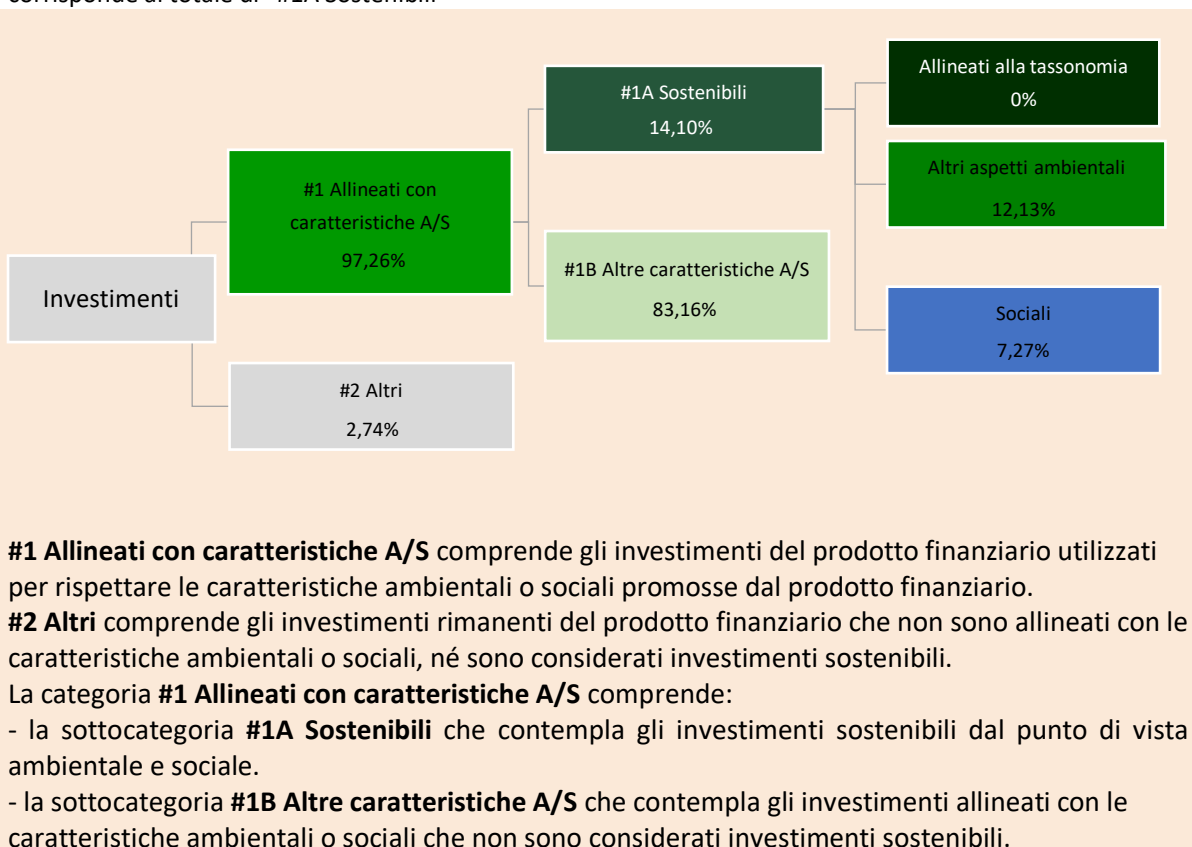 corrisponde al totale di "#1A Sostenibili"
#1A Sostenibili
14,10%
Allineati alla tassonomia
0%
#1 Allineati con
caratteristiche A/S
97,26%
Altri aspetti ambientali
12,13%
Investimenti
#1B Altre caratteristiche A/S
83,16%
Sociali
7,27%
#2 Altri
2,74%
#1 Allineati con caratteristiche A/S comprende gli investimenti del prodotto finanziario utilizzati
per rispettare le caratteristiche ambientali o sociali promosse dal prodotto finanziario.
#2 Altri comprende gli investimenti rimanenti del prodotto finanziario che non sono allineati con le
caratteristiche ambientali o sociali, né sono considerati investimenti sostenibili.
La categoria #1 Allineati con caratteristiche A/S comprende:
- la sottocategoria #1A Sostenibili che contempla gli investimenti sostenibili dal punto di vista
ambientale e sociale.
- la sottocategoria #1B Altre caratteristiche A/S che contempla gli investimenti allineati con le
caratteristiche ambientali o sociali che non sono considerati investimenti sostenibili.